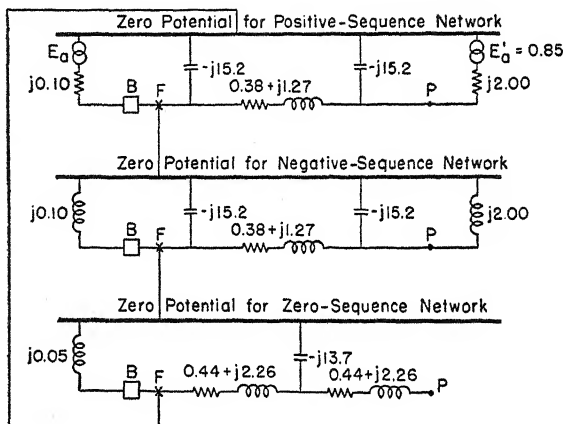 Zero Potential for Positive-Sequence Network
Ea
E'a = 0.85
j0.10
-j15.2
-j15.2
j2.00
0.38+j1.27
B
F
P
Zero Potential for Negative-Sequence Network
j0.10
-j15.2
-j15.2
j2.00
0.38+j1.27
B
F
P
Zero Potential for Zero-Sequence Network
j0.05
-j13.7
0.44+j2.26
0.44+j2.26
B
F
P